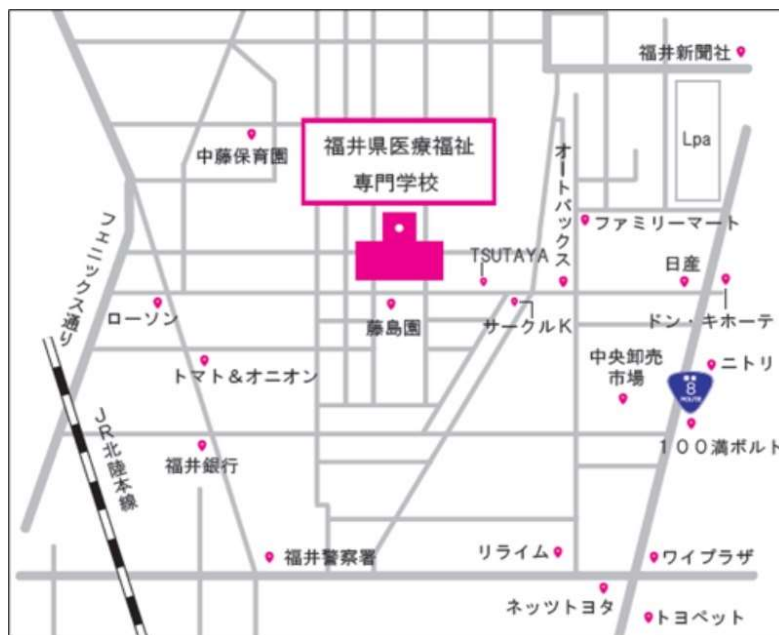 福井新聞社
Lpa
中藤保育園
福井県医療福祉
専門学校
オートバックス
ファミリーマート
フェニックス通り
TSUTAYA
日産
ローソン
藤島園
サークルK
ドン・キホーテ
トマト&オニオン
中央卸売
市場
ニトリ
8
ROUTE
JR北陸本線
福井銀行
100満ボルト
福井警察署
リライム
ワイプラザ
ネッツトヨタ
トヨペット